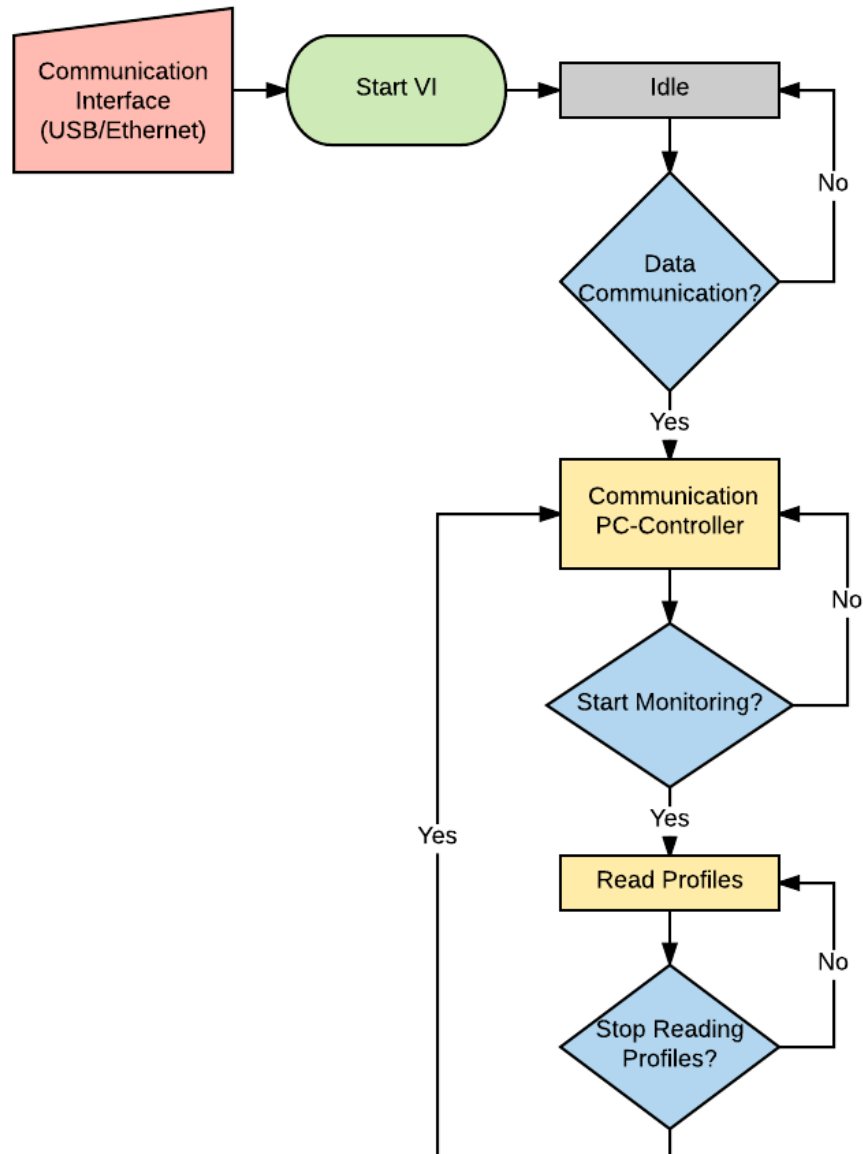 Communication
Interface
(USB/Ethernet)
Start VI
Idle
No
Data
Communication?
Yes
Communication
PC-Controller
No
Start Monitoring?
Yes
Yes
Read Profiles
No
Stop Reading
Profiles?